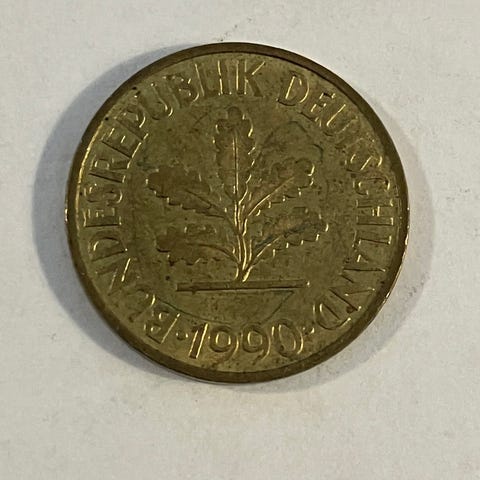 BUNDESREPUBLIK DEUTSCHLAND
·1990·